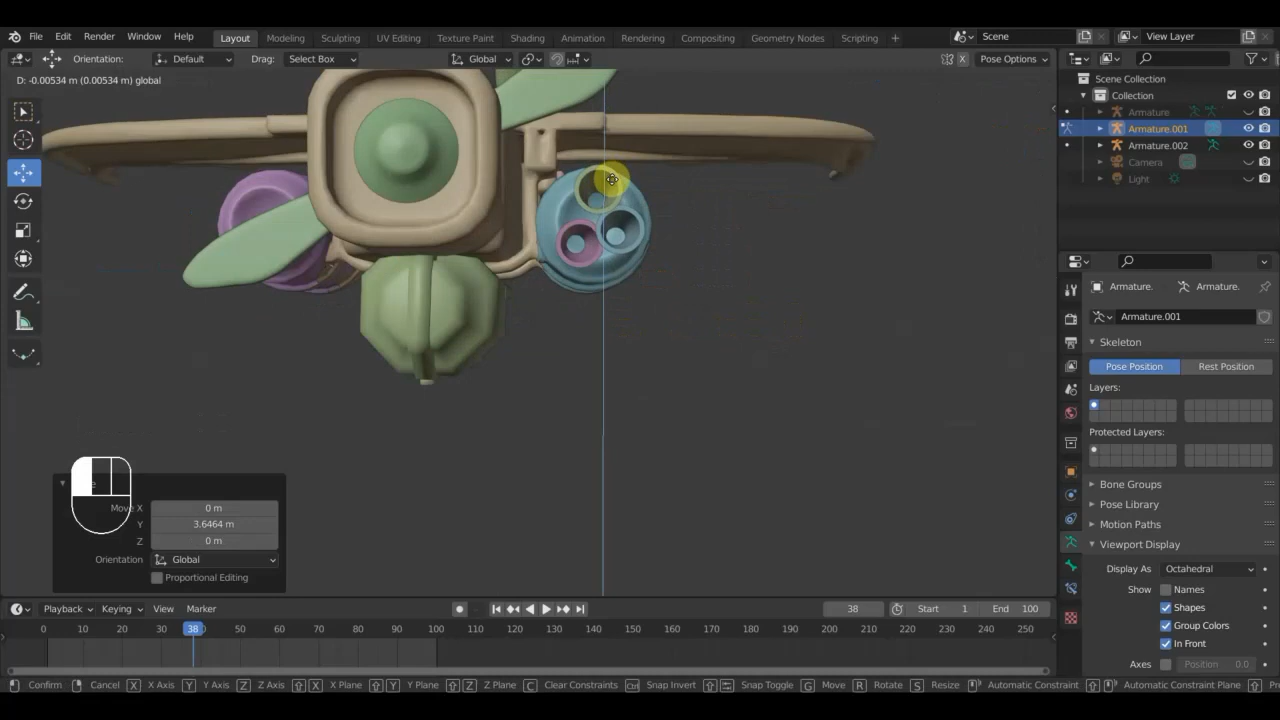 File Edit Render Window Help Layout Modeling Sculpting UV Editing Texture Paint Shading Animation Rendering Compositing Geometry Nodes Scripting + Scene View Layer
Orientation: Default Drag: Select Box Global X Pose Options
D: -0.00534 m (0.00534 m) global
Scene Collection
Collection
Armature
Armature.001
Armature.002
Camera
Light
Armature. Armature.
Armature.001
Skeleton
Pose Position Rest Position
Layers:
Protected Layers:
Bone Groups
Pose Library
Motion Paths
Viewport Display
Display As Octahedral
Show Names
Shapes
Group Colors
In Front
Axes Position 0.0
Move X 0 m
Y 3.6464 m
Z 0 m
Orientation Global
Proportional Editing
Playback Keying View Marker 38 Start 1 End 100
0 10 20 30 38 50 60 70 80 90 100 110 120 130 140 150 160 170 180 190 200 210 220 230 240 250
Confirm Cancel X X Axis Y Y Axis Z Z Axis X X Plane Y Y Plane Z Z Plane C Clear Constraints Ctrl Snap Invert Snap Toggle G Move R Rotate S Resize Automatic Constraint Automatic Constraint Plane